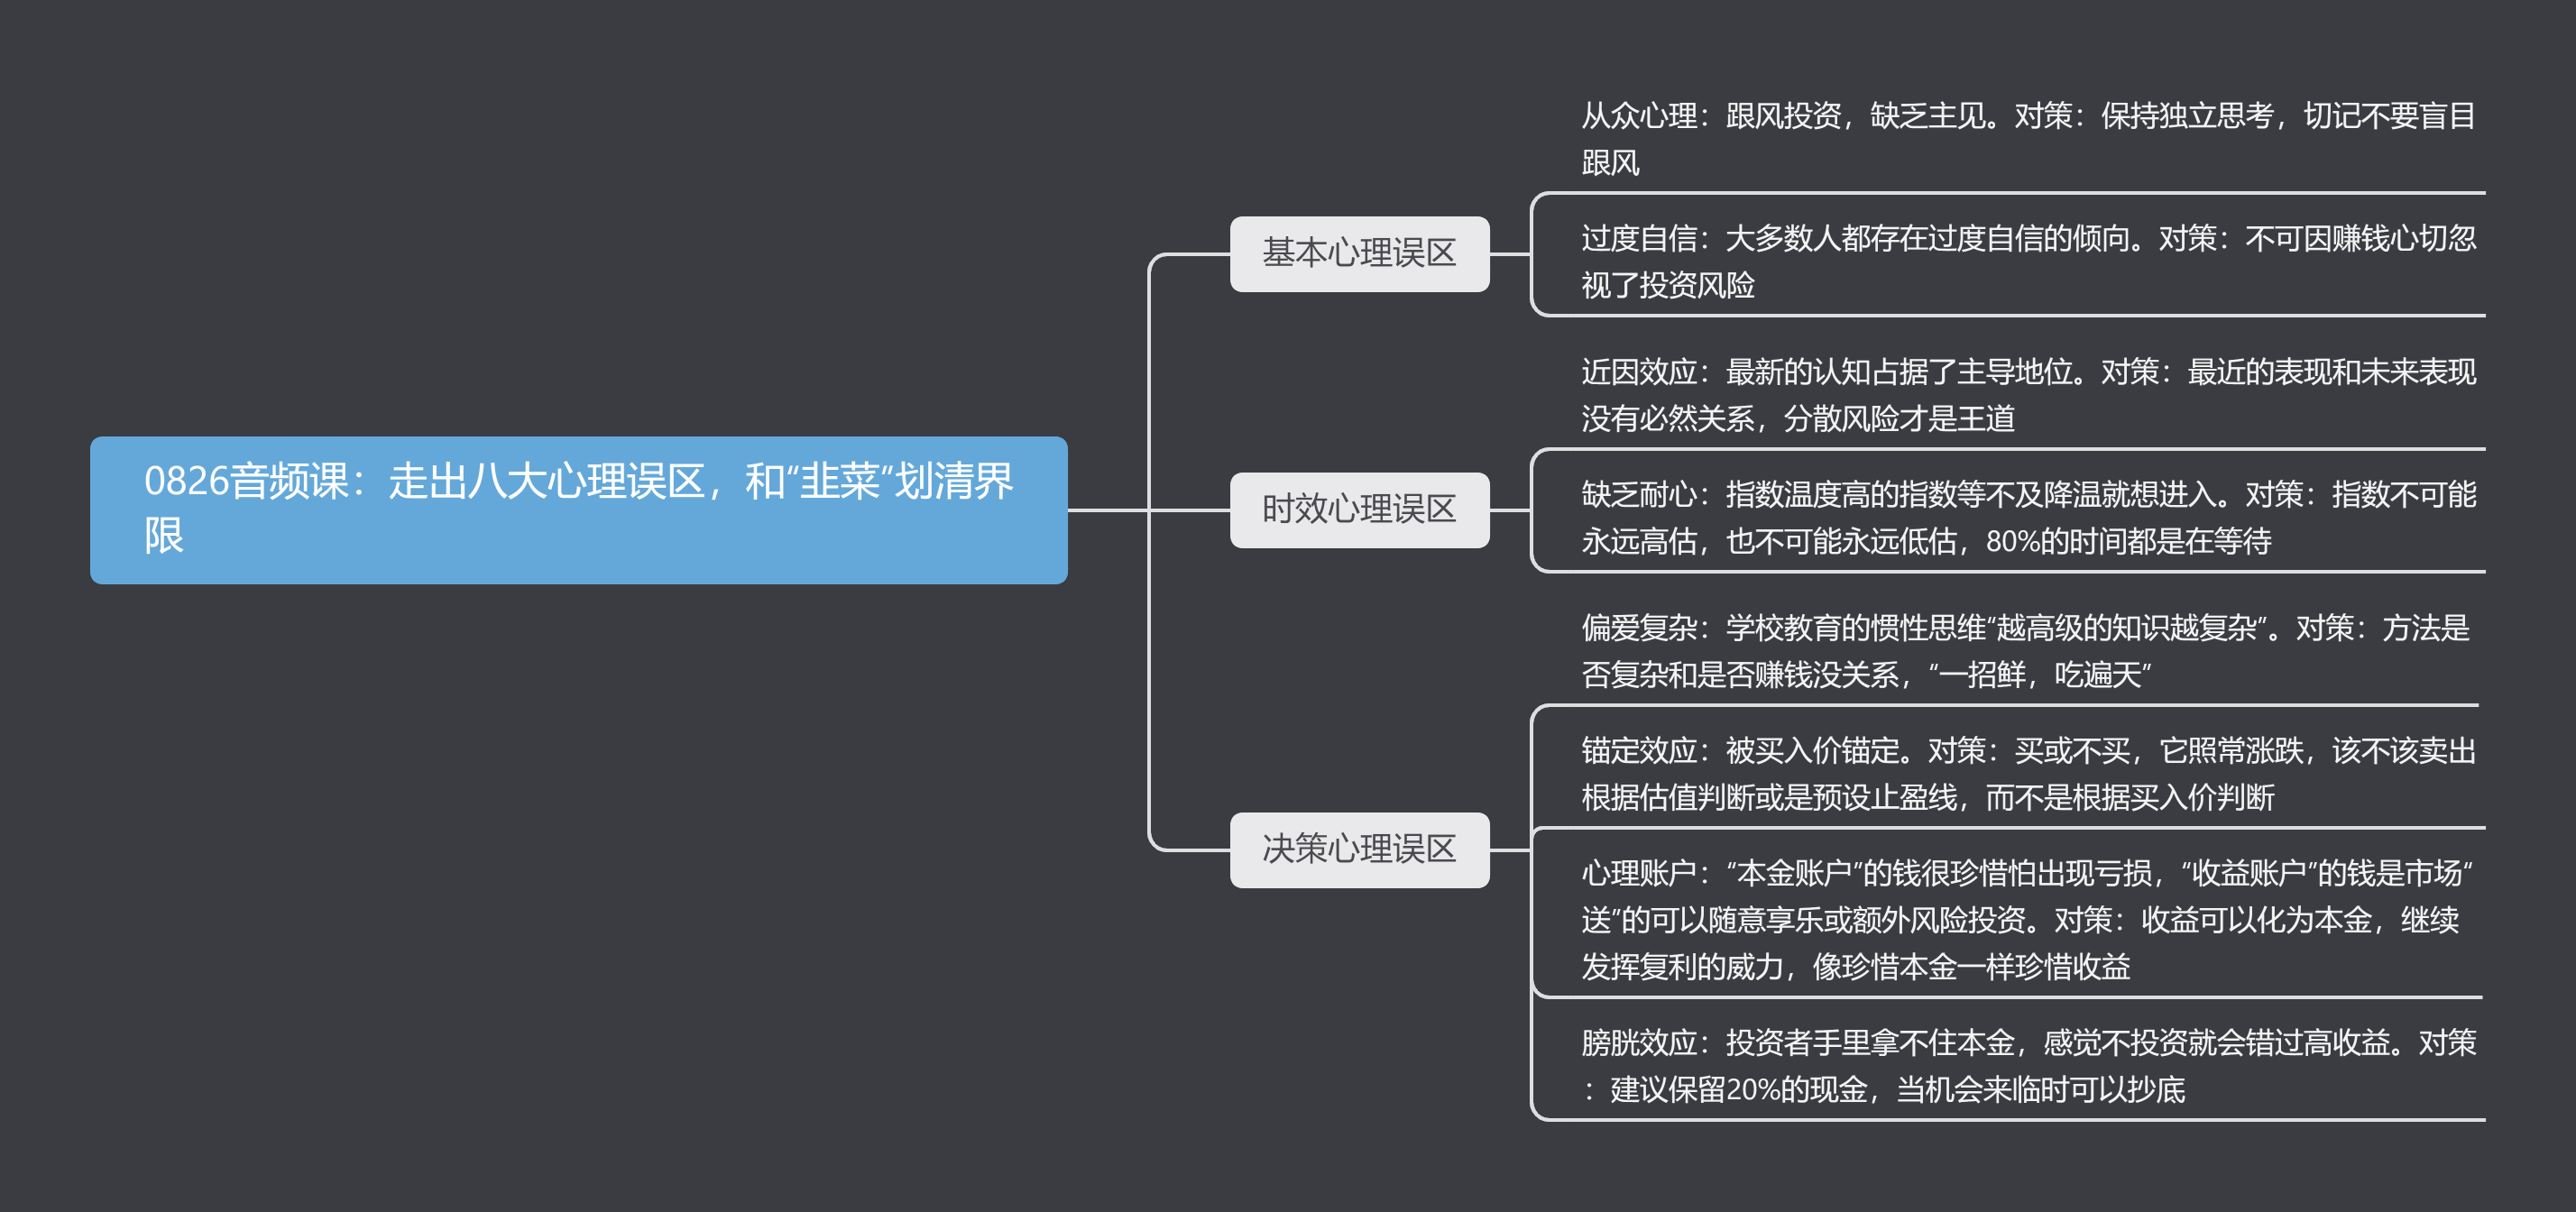 0826音频课：走出八大心理误区，和“韭菜”划清界
限
基本心理误区
从众心理：跟风投资，缺乏主见。对策：保持独立思考，切记不要盲目
跟风
过度自信：大多数人都存在过度自信的倾向。对策：不可因赚钱心切忽
视了投资风险
时效心理误区
近因效应：最新的认知占据了主导地位。对策：最近的表现和未来表现
没有必然关系，分散风险才是王道
缺乏耐心：指数温度高的指数等不及降温就想进入。对策：指数不可能
永远高估，也不可能永远低估，80%的时间都是在等待
决策心理误区
偏爱复杂：学校教育的惯性思维“越高级的知识越复杂”。对策：方法是
否复杂和是否赚钱没关系，“一招鲜，吃遍天”
锚定效应：被买入价锚定。对策：买或不买，它照常涨跌，该不该卖出
根据估值判断或是预设止盈线，而不是根据买入价判断
心理账户：“本金账户”的钱很珍惜怕出现亏损，“收益账户”的钱是市场“
送”的可以随意享乐或额外风险投资。对策：收益可以化为本金，继续
发挥复利的威力，像珍惜本金一样珍惜收益
膀胱效应：投资者手里拿不住本金，感觉不投资就会错过高收益。对策
：建议保留20%的现金，当机会来临时可以抄底